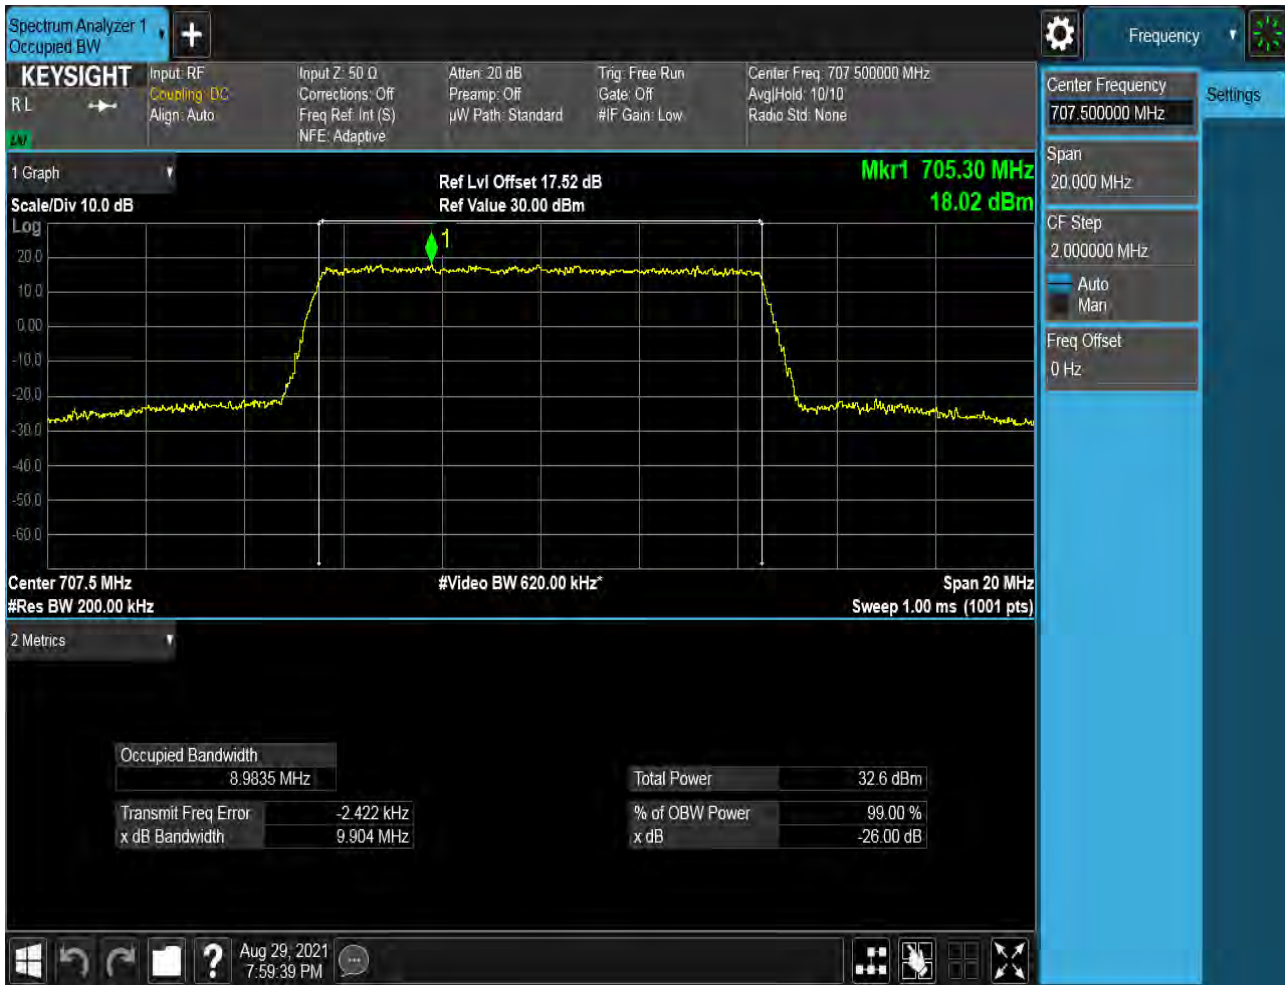 Spectrum Analyzer 1
Occupied BW
Frequency
KEYSIGHT
R L
Input: RF
Coupling: DC
Align: Auto
Input Z: 50 Ω
Corrections: Off
Freq Ref: Int (S)
NFE: Adaptive
Atten: 20 dB
Preamp: Off
µW Path: Standard
Trig: Free Run
Gate: Off
#IF Gain: Low
Center Freq: 707.500000 MHz
Avg|Hold: 10/10
Radio Std: None
Center Frequency
707.500000 MHz
Settings
Span
20.000 MHz
CF Step
2.000000 MHz
Auto
Man
Freq Offset
0 Hz
1 Graph
Scale/Div 10.0 dB
Ref Lvl Offset 17.52 dB
Ref Value 30.00 dBm
Mkr1 705.30 MHz
18.02 dBm
Log
1
20.0
10.0
0.00
-10.0
-20.0
-30.0
-40.0
-50.0
-60.0
Center 707.5 MHz
#Video BW 620.00 kHz*
Span 20 MHz
#Res BW 200.00 kHz
Sweep 1.00 ms (1001 pts)
2 Metrics
Occupied Bandwidth
8.9835 MHz
Total Power 32.6 dBm
Transmit Freq Error -2.422 kHz
% of OBW Power 99.00 %
x dB Bandwidth 9.904 MHz
x dB -26.00 dB
?
Aug 29, 2021
7:59:39 PM